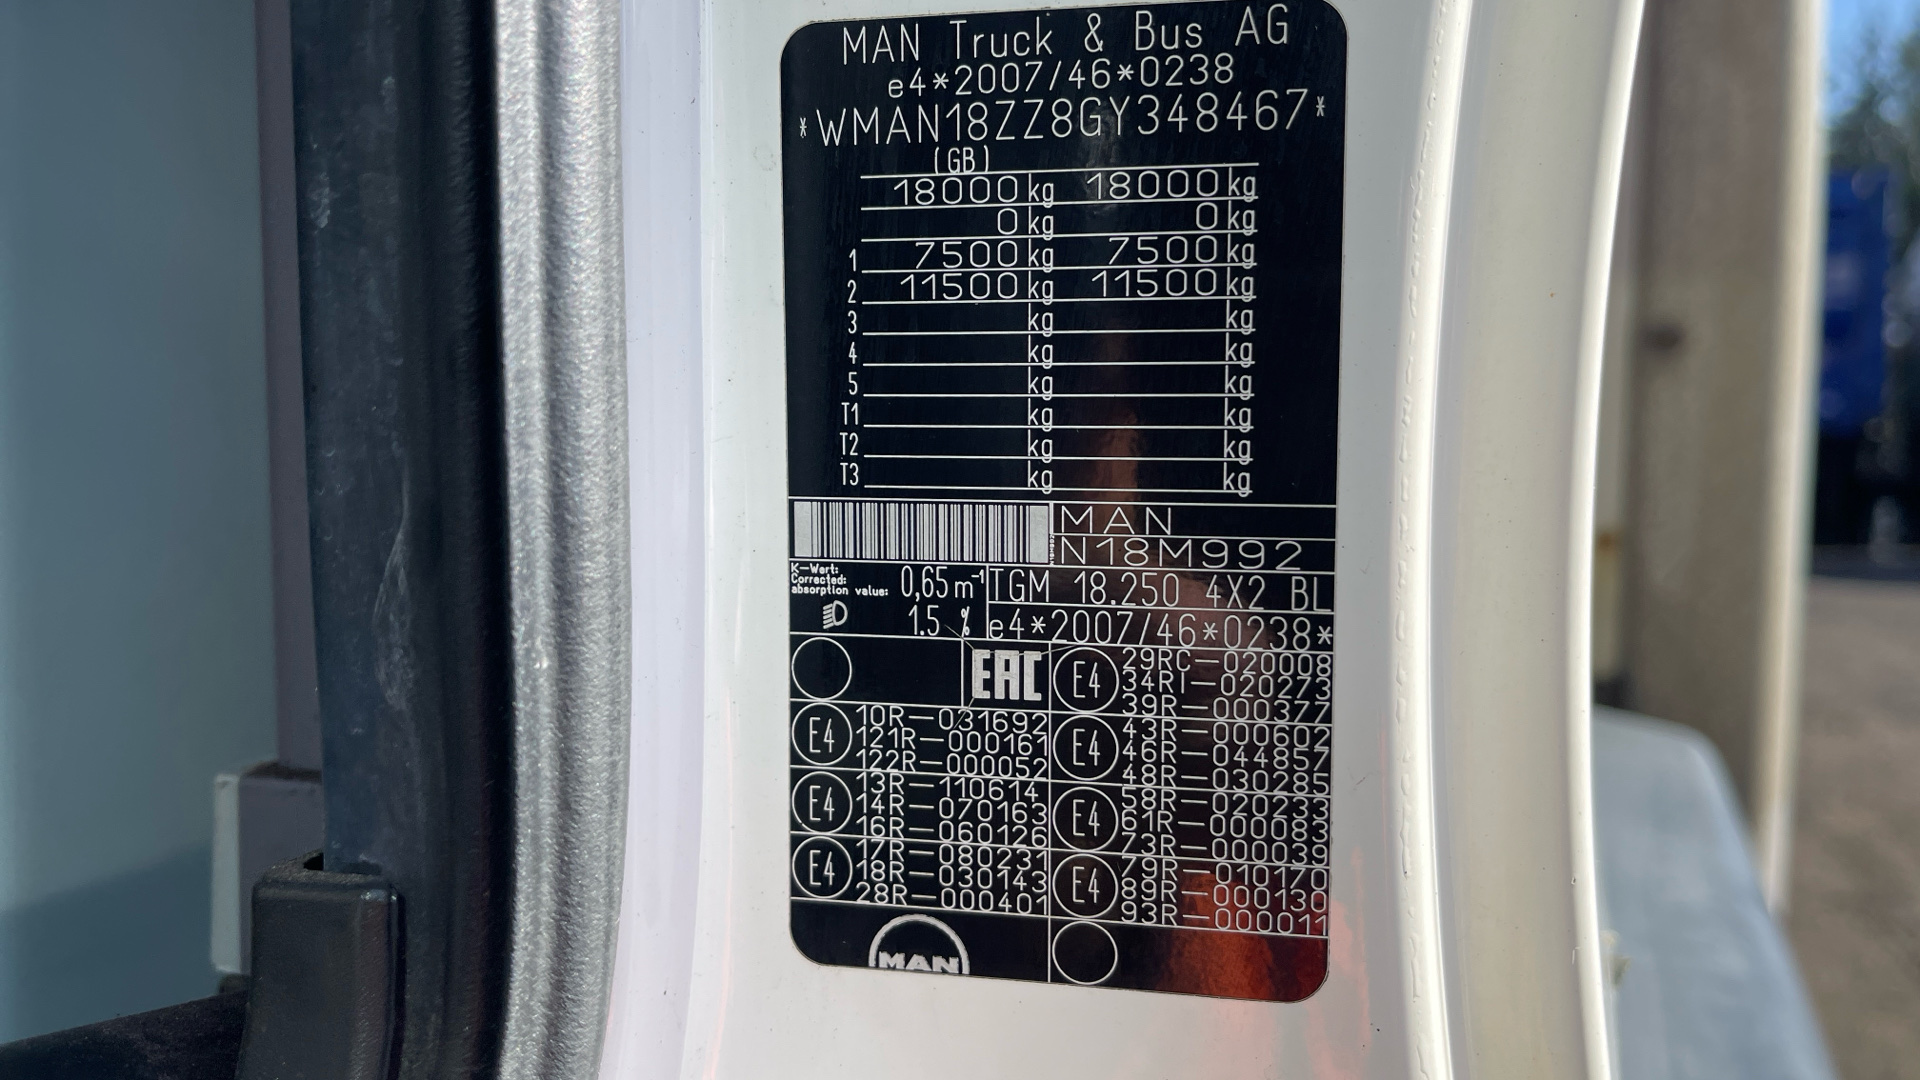 MAN Truck & Bus AG
e4*2007/46*0238
*WMAN18ZZ8GY348467*
(GB)
18000 kg 18000 kg
0 kg 0 kg
1 7500 kg 7500 kg
2 11500 kg 11500 kg
3 kg kg
4 kg kg
5 kg kg
T1 kg kg
T2 kg kg
T3 kg kg
MAN
N18M992
K-Wert:
Corrected:
absorption value: 0,65 m⁻¹
1.5 %
TGM 18.250 4X2 BL
e4*2007/46*0238*
EAC
E4
10R-031692
121R-000161
122R-000052
E4
13R-110614
14R-070163
16R-060126
E4
17R-080231
18R-030143
28R-000401
MAN
E4
29RC-020008
34RI-020273
39R-000377
E4
43R-000602
46R-044857
48R-030285
E4
58R-020233
61R-000083
73R-000039
E4
79R-010170
89R-000130
93R-000011